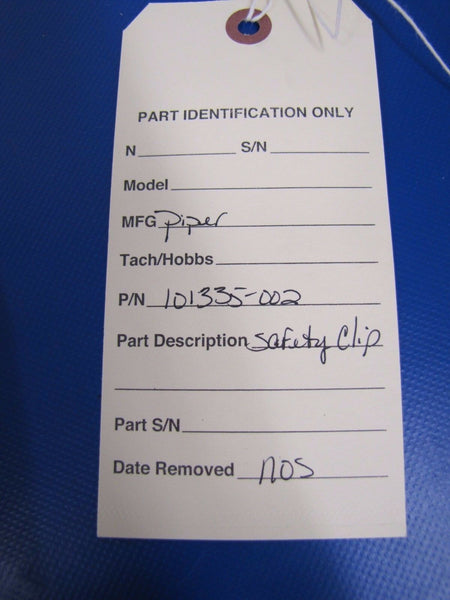 PART IDENTIFICATION ONLY
N S/N
Model
MFG Piper
Tach/Hobbs
P/N 101335-002
Part Description Safety Clip
Part S/N
Date Removed NOS